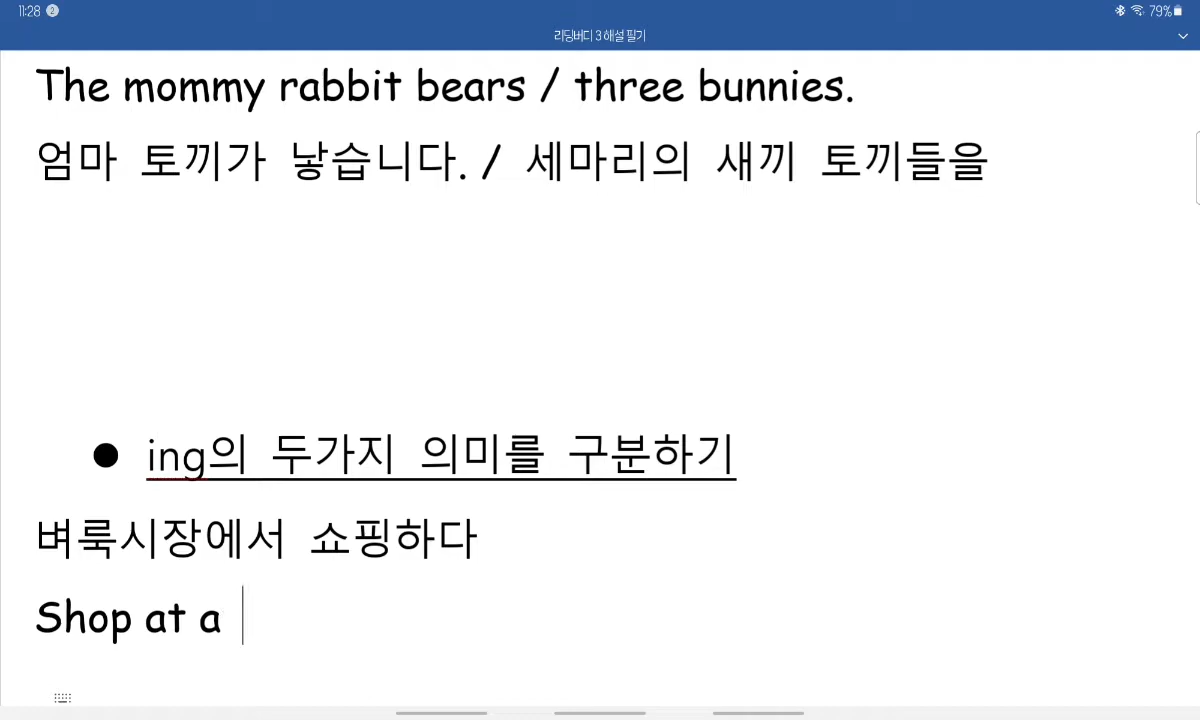 11:28 2 79%
리딩버디 3 해설 필기
The mommy rabbit bears / three bunnies.
엄마 토끼가 낳습니다. / 세마리의 새끼 토끼들을
● ing의 두가지 의미를 구분하기
벼룩시장에서 쇼핑하다
Shop at a